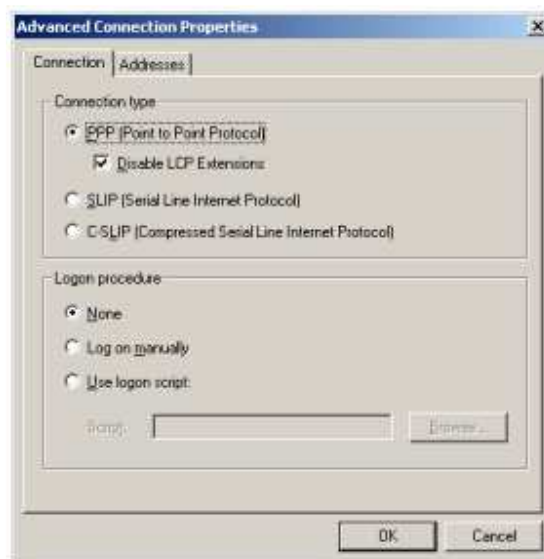 Advanced Connection Properties
Connection Addresses
Connection type
PPP (Point to Point Protocol)
Disable LCP Extensions
SLIP (Serial Line Internet Protocol)
C-SLIP (Compressed Serial Line Internet Protocol)
Logon procedure
None
Log on manually
Use logon script:
Script: Browse...
OK Cancel